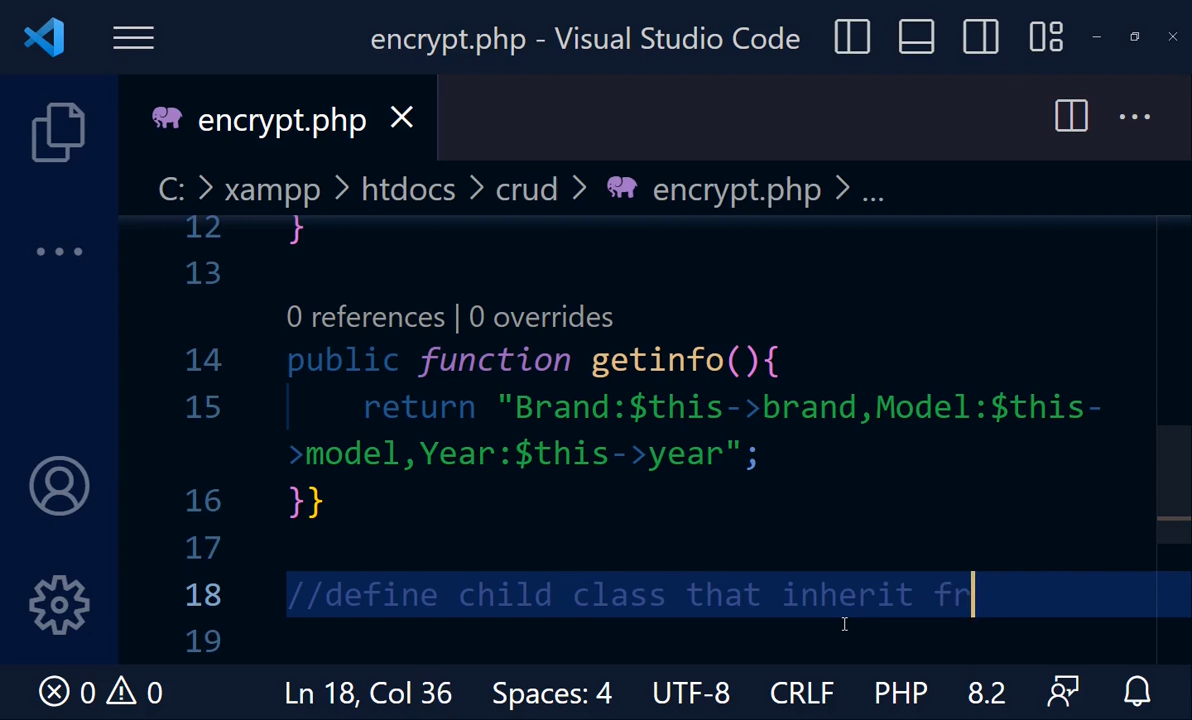 encrypt.php - Visual Studio Code
encrypt.php
C: > xampp > htdocs > crud > encrypt.php > ...
12 }
13
0 references | 0 overrides
14 public function getinfo(){
15 return "Brand:$this->brand,Model:$this-
>model,Year:$this->year";
16 }}
17
18 //define child class that inherit fr
19
0 0 Ln 18, Col 36 Spaces: 4 UTF-8 CRLF PHP 8.2